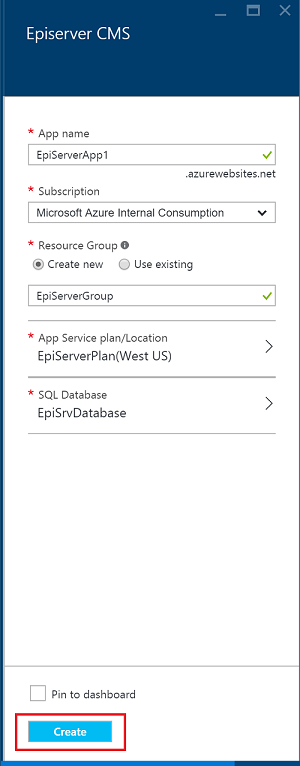 Episerver CMS
* App name
EpiServerApp1
.azurewebsites.net
* Subscription
Microsoft Azure Internal Consumption
* Resource Group
Create new Use existing
EpiServerGroup
* App Service plan/Location
EpiServerPlan(West US)
* SQL Database
EpiSrvDatabase
Pin to dashboard
Create